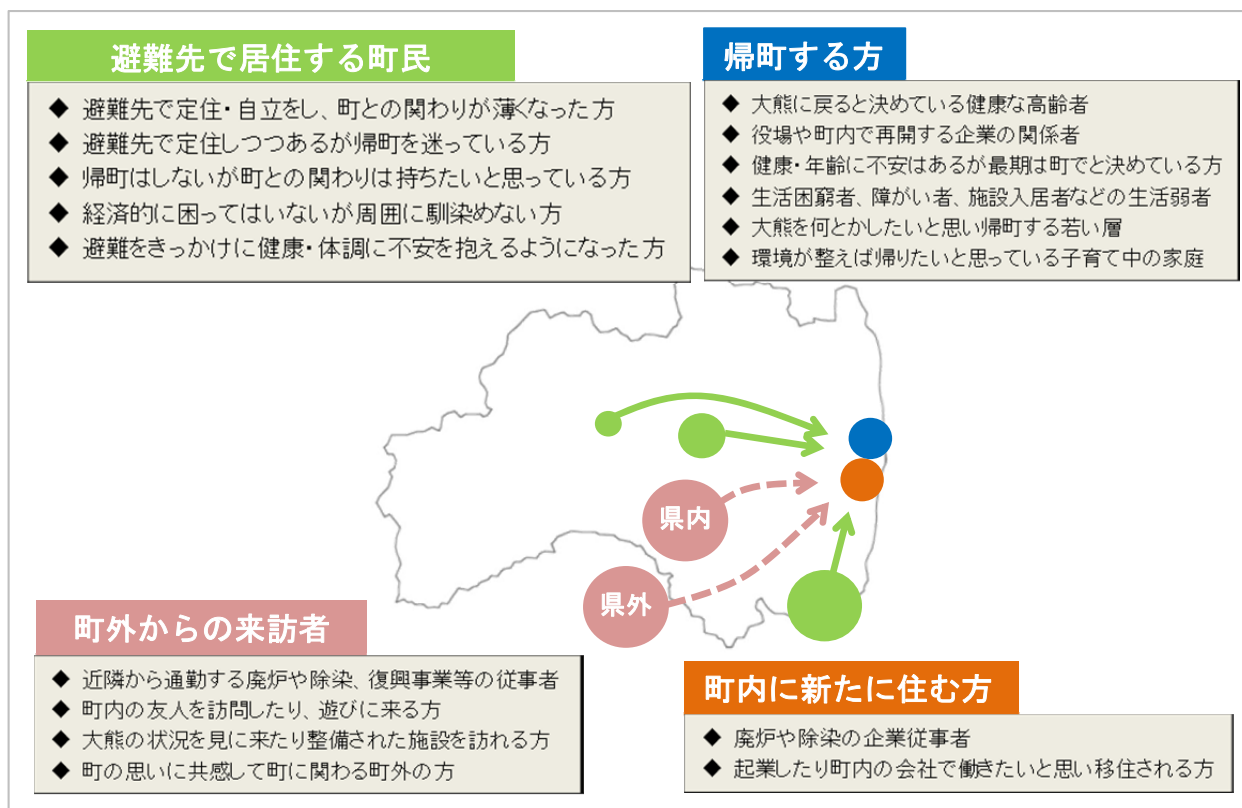 避難先で居住する町民
◆ 避難先で定住・自立をし、町との関わりが薄くなった方
◆ 避難先で定住しつつあるが帰町を迷っている方
◆ 帰町はしないが町との関わりは持ちたいと思っている方
◆ 経済的に困ってはいないが周囲に馴染めない方
◆ 避難をきっかけに健康・体調に不安を抱えるようになった方
帰町する方
◆ 大熊に戻ると決めている健康な高齢者
◆ 役場や町内で再開する企業の関係者
◆ 健康・年齢に不安はあるが最期は町でと決めている方
◆ 生活困窮者、障がい者、施設入居者などの生活弱者
◆ 大熊を何とかしたいと思い帰町する若い層
◆ 環境が整えば帰りたいと思っている子育て中の家庭
県内
県外
町外からの来訪者
◆ 近隣から通勤する廃炉や除染、復興事業等の従事者
◆ 町内の友人を訪問したり、遊びに来る方
◆ 大熊の状況を見に来たり整備された施設を訪れる方
◆ 町の思いに共感して町に関わる町外の方
町内に新たに住む方
◆ 廃炉や除染の企業従事者
◆ 起業したり町内の会社で働きたいと思い移住される方